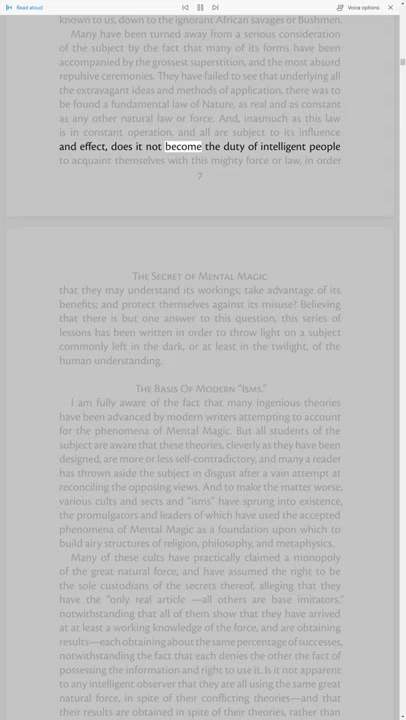 Read aloud
Voice options
known to us, down to the ignorant African savages or Bushmen.
Many have been turned away from a serious consideration
of the subject by the fact that many of its forms have been
accompanied by the grossest superstition, and the most absurd
repulsive ceremonies. They have failed to see that underlying all
the extravagant ideas and methods of application, there was to
be found a fundamental law of Nature, as real and as constant
as any other natural law or force. And, inasmuch as this law
is in constant operation, and all are subject to its influence
and effect, does it not become the duty of intelligent people
to acquaint themselves with this mighty force or law, in order
7
The Secret of Mental Magic
that they may understand its workings; take advantage of its
benefits; and protect themselves against its misuse? Believing
that there is but one answer to this question, this series of
lessons has been written in order to throw light on a subject
commonly left in the dark, or at least in the twilight, of the
human understanding.
The Basis Of Modern "Isms."
I am fully aware of the fact that many ingenious theories
have been advanced by modern writers attempting to account
for the phenomena of Mental Magic. But all students of the
subject are aware that these theories, cleverly as they have been
designed, are more or less self-contradictory, and many a reader
has thrown aside the subject in disgust after a vain attempt at
reconciling the opposing views. And to make the matter worse,
various cults and sects and "isms" have sprung into existence,
the promulgators and leaders of which have used the accepted
phenomena of Mental Magic as a foundation upon which to
build airy structures of religion, philosophy, and metaphysics.
Many of these cults have practically claimed a monopoly
of the great natural force, and have assumed the right to be
the sole custodians of the secrets thereof, alleging that they
have the "only real article —all others are base imitators,"
notwithstanding that all of them show that they have arrived
at at least a working knowledge of the force, and are obtaining
results—each obtaining about the same percentage of successes,
notwithstanding the fact that each denies the other the fact of
possessing the information and right to use it. Is it not apparent
to any intelligent observer that they are all using the same great
natural force, in spite of their conflicting theories—and that
their results are obtained in spite of their theories, rather than